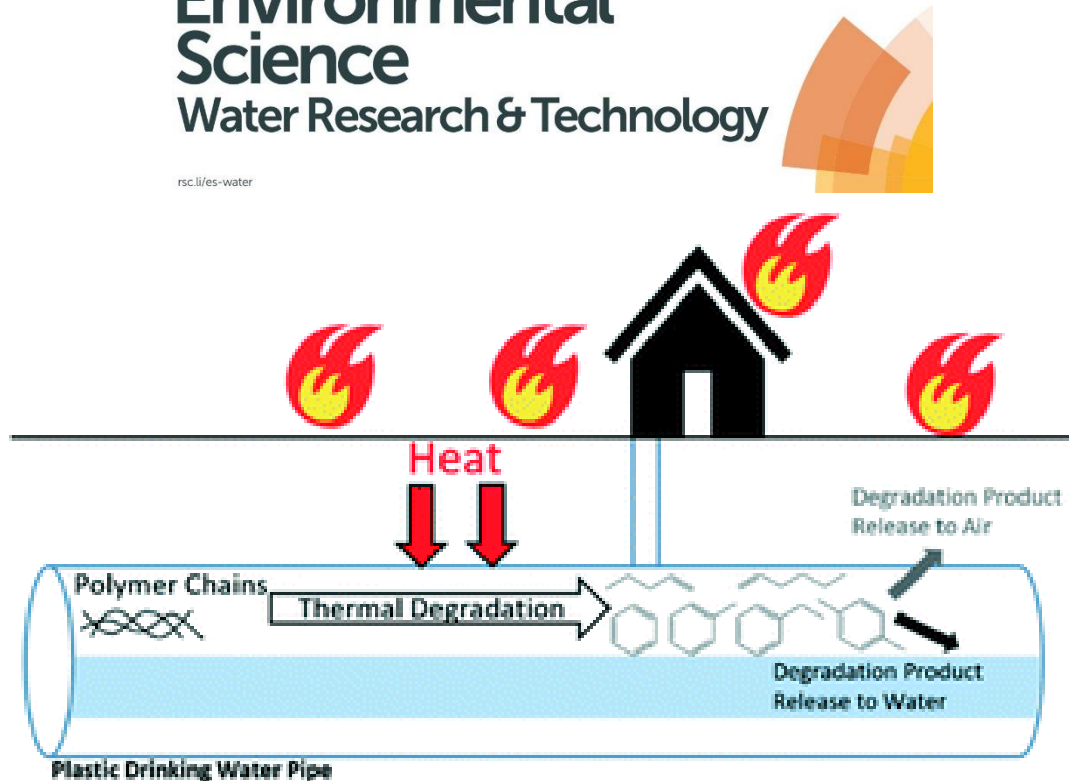 Environmental
Science
Water Research & Technology
rsc.li/es-water
Heat
Degradation Product
Release to Air
Polymer Chains
Thermal Degradation
Degradation Product
Release to Water
Plastic Drinking Water Pipe